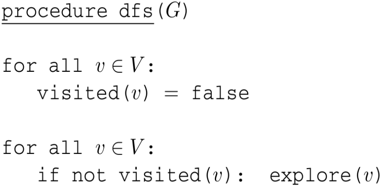 procedure dfs(G)
for all v ∈ V:
visited(v) = false
for all v ∈ V:
if not visited(v): explore(v)